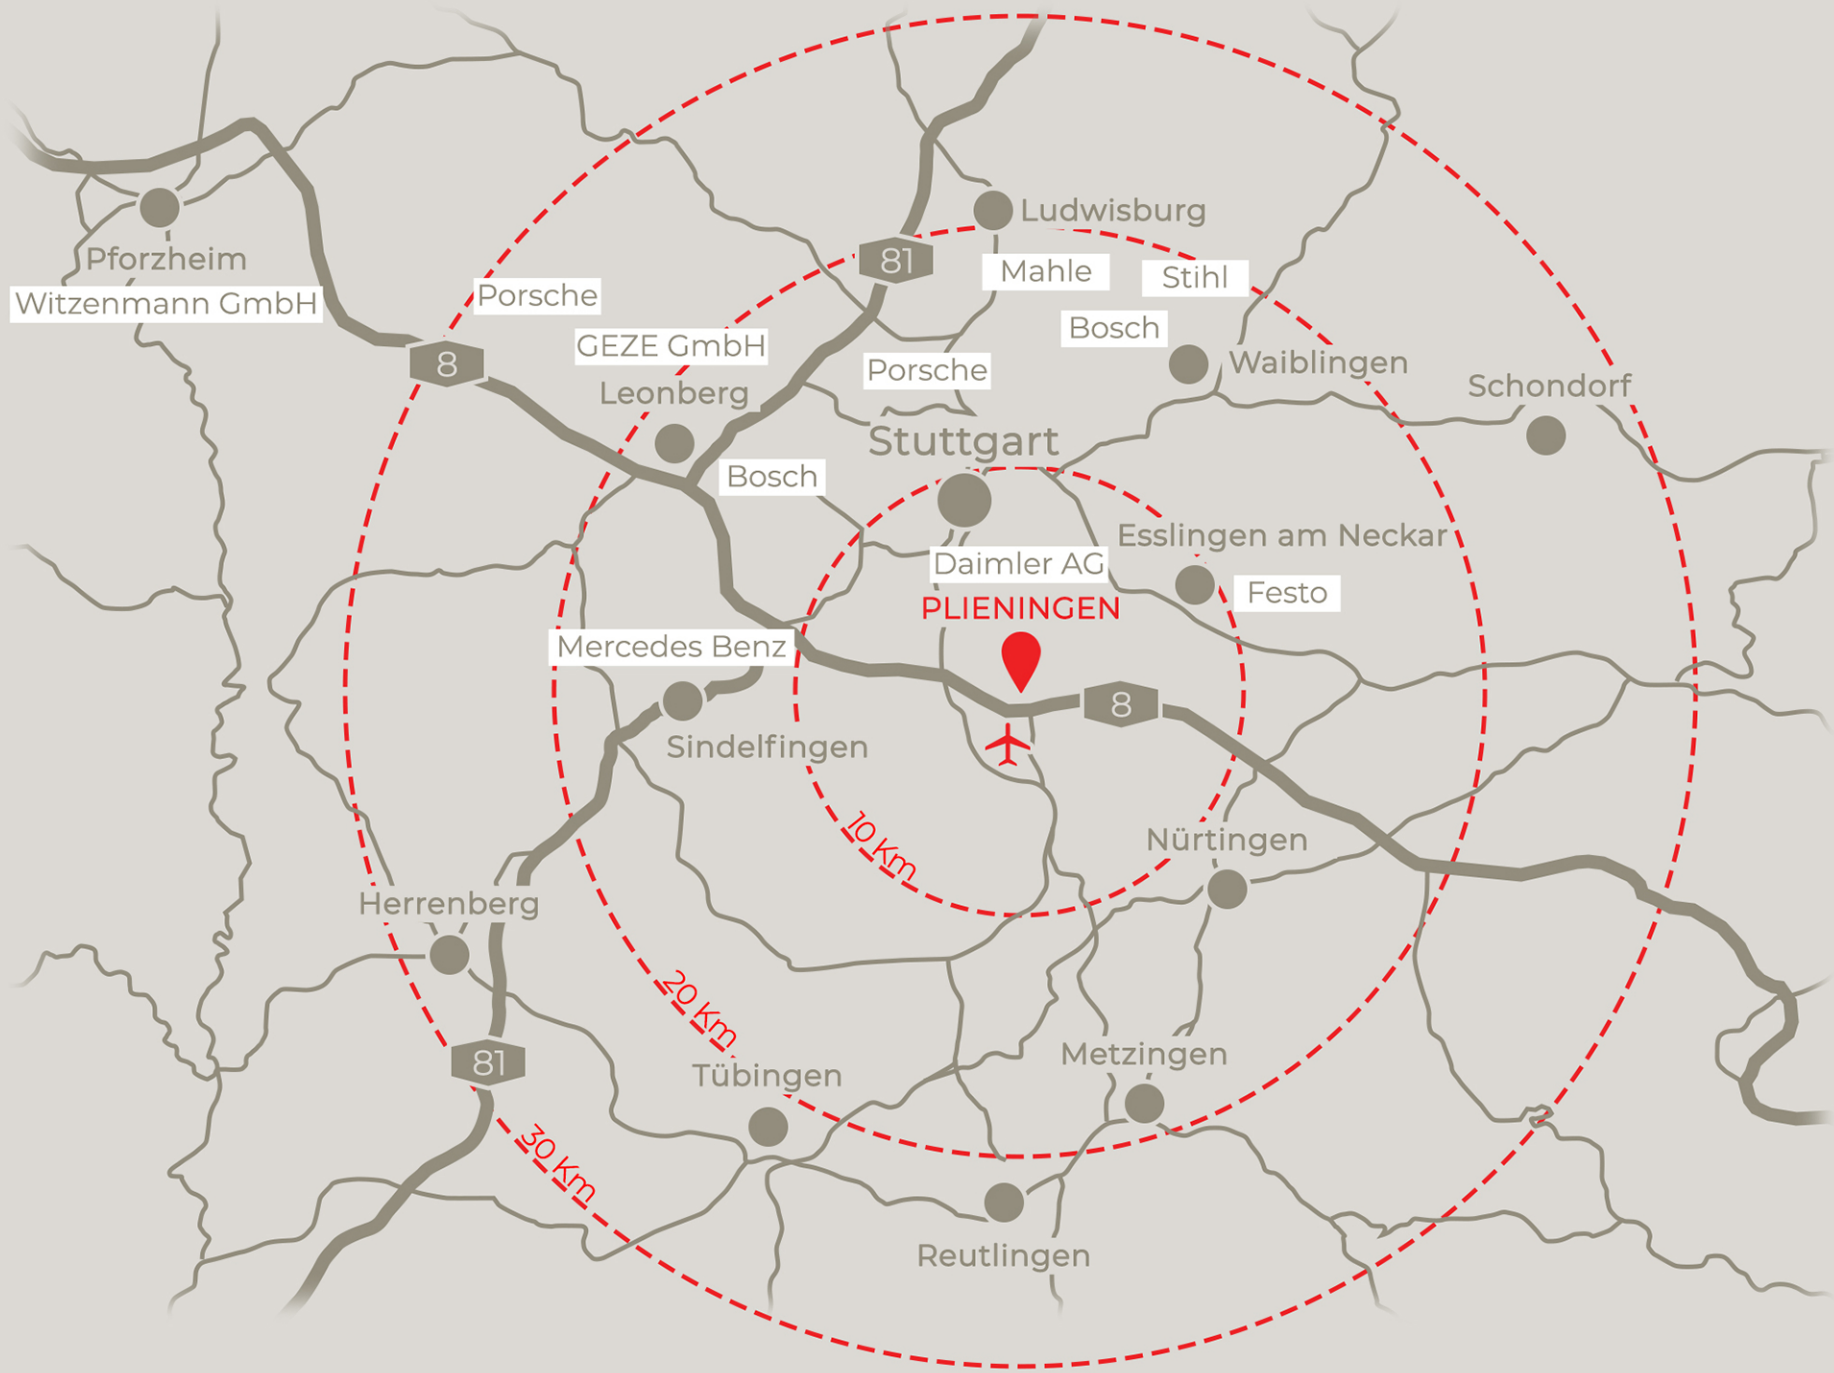 Ludwisburg
81
Pforzheim
Mahle
Stihl
Porsche
Witzenmann GmbH
Bosch
GEZE GmbH
8
Porsche
Waiblingen
Leonberg
Schondorf
Stuttgart
Bosch
Esslingen am Neckar
Daimler AG
Festo
PLIENINGEN
Mercedes Benz
8
Sindelfingen
10 Km
Nürtingen
Herrenberg
20 Km
Metzingen
81
Tübingen
30 Km
Reutlingen